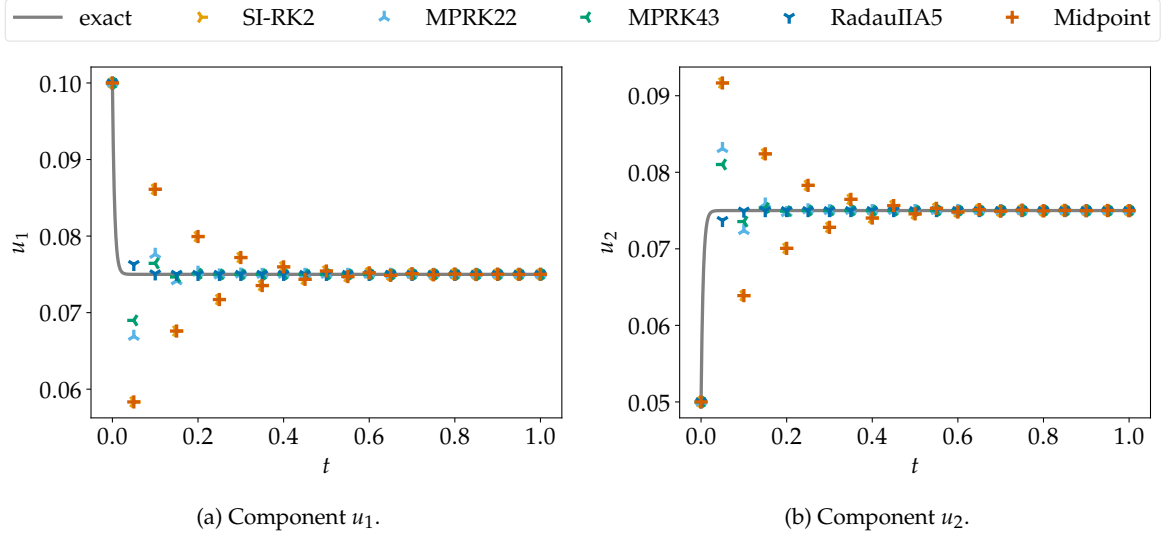 exact SI-RK2 MPRK22 MPRK43 RadauIIA5 Midpoint
0.10
0.09
0.08
0.07
0.06
u1
0.0 0.2 0.4 0.6 0.8 1.0
t
(a) Component u1.
0.09
0.08
0.07
0.06
0.05
u2
0.0 0.2 0.4 0.6 0.8 1.0
t
(b) Component u2.